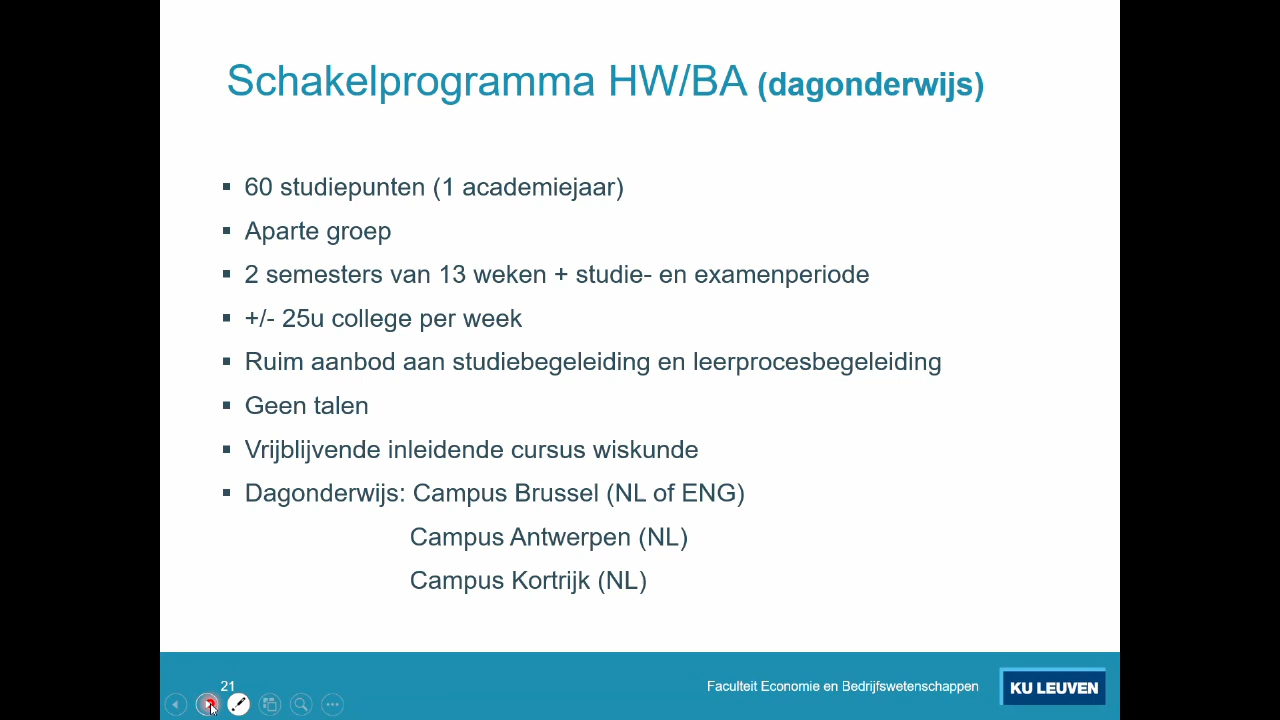 Schakelprogramma HW/BA (dagonderwijs)
▪ 60 studiepunten (1 academiejaar)
▪ Aparte groep
▪ 2 semesters van 13 weken + studie- en examenperiode
▪ +/- 25u college per week
▪ Ruim aanbod aan studiebegeleiding en leerprocesbegeleiding
▪ Geen talen
▪ Vrijblijvende inleidende cursus wiskunde
▪ Dagonderwijs: Campus Brussel (NL of ENG)
Campus Antwerpen (NL)
Campus Kortrijk (NL)
21
Faculteit Economie en Bedrijfswetenschappen
KU LEUVEN